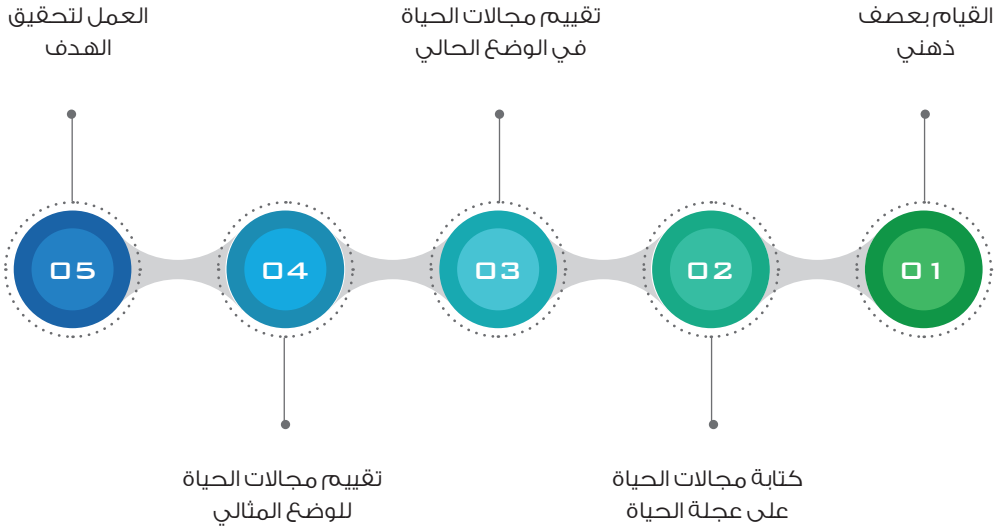 القيام بعصف
ذهني
01
كتابة مجالات الحياة
على عجلة الحياة
02
تقييم مجالات الحياة
في الوضع الحالي
03
تقييم مجالات الحياة
للوضع المثالي
04
العمل لتحقيق
الهدف
05